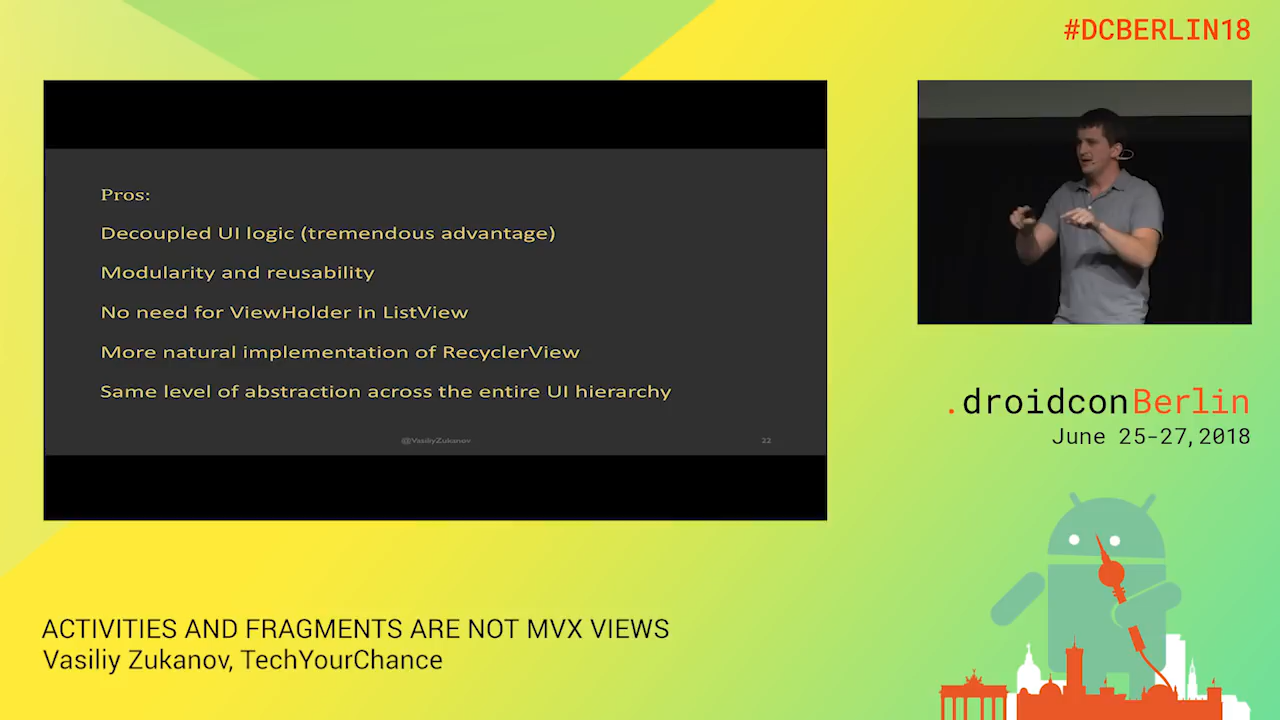 #DCBERLIN18
Pros:
Decoupled UI logic (tremendous advantage)
Modularity and reusability
No need for ViewHolder in ListView
More natural implementation of RecyclerView
Same level of abstraction across the entire UI hierarchy
@VasiliyZukanov
22
.droidconBerlin
June 25-27,2018
ACTIVITIES AND FRAGMENTS ARE NOT MVX VIEWS
Vasiliy Zukanov, TechYourChance